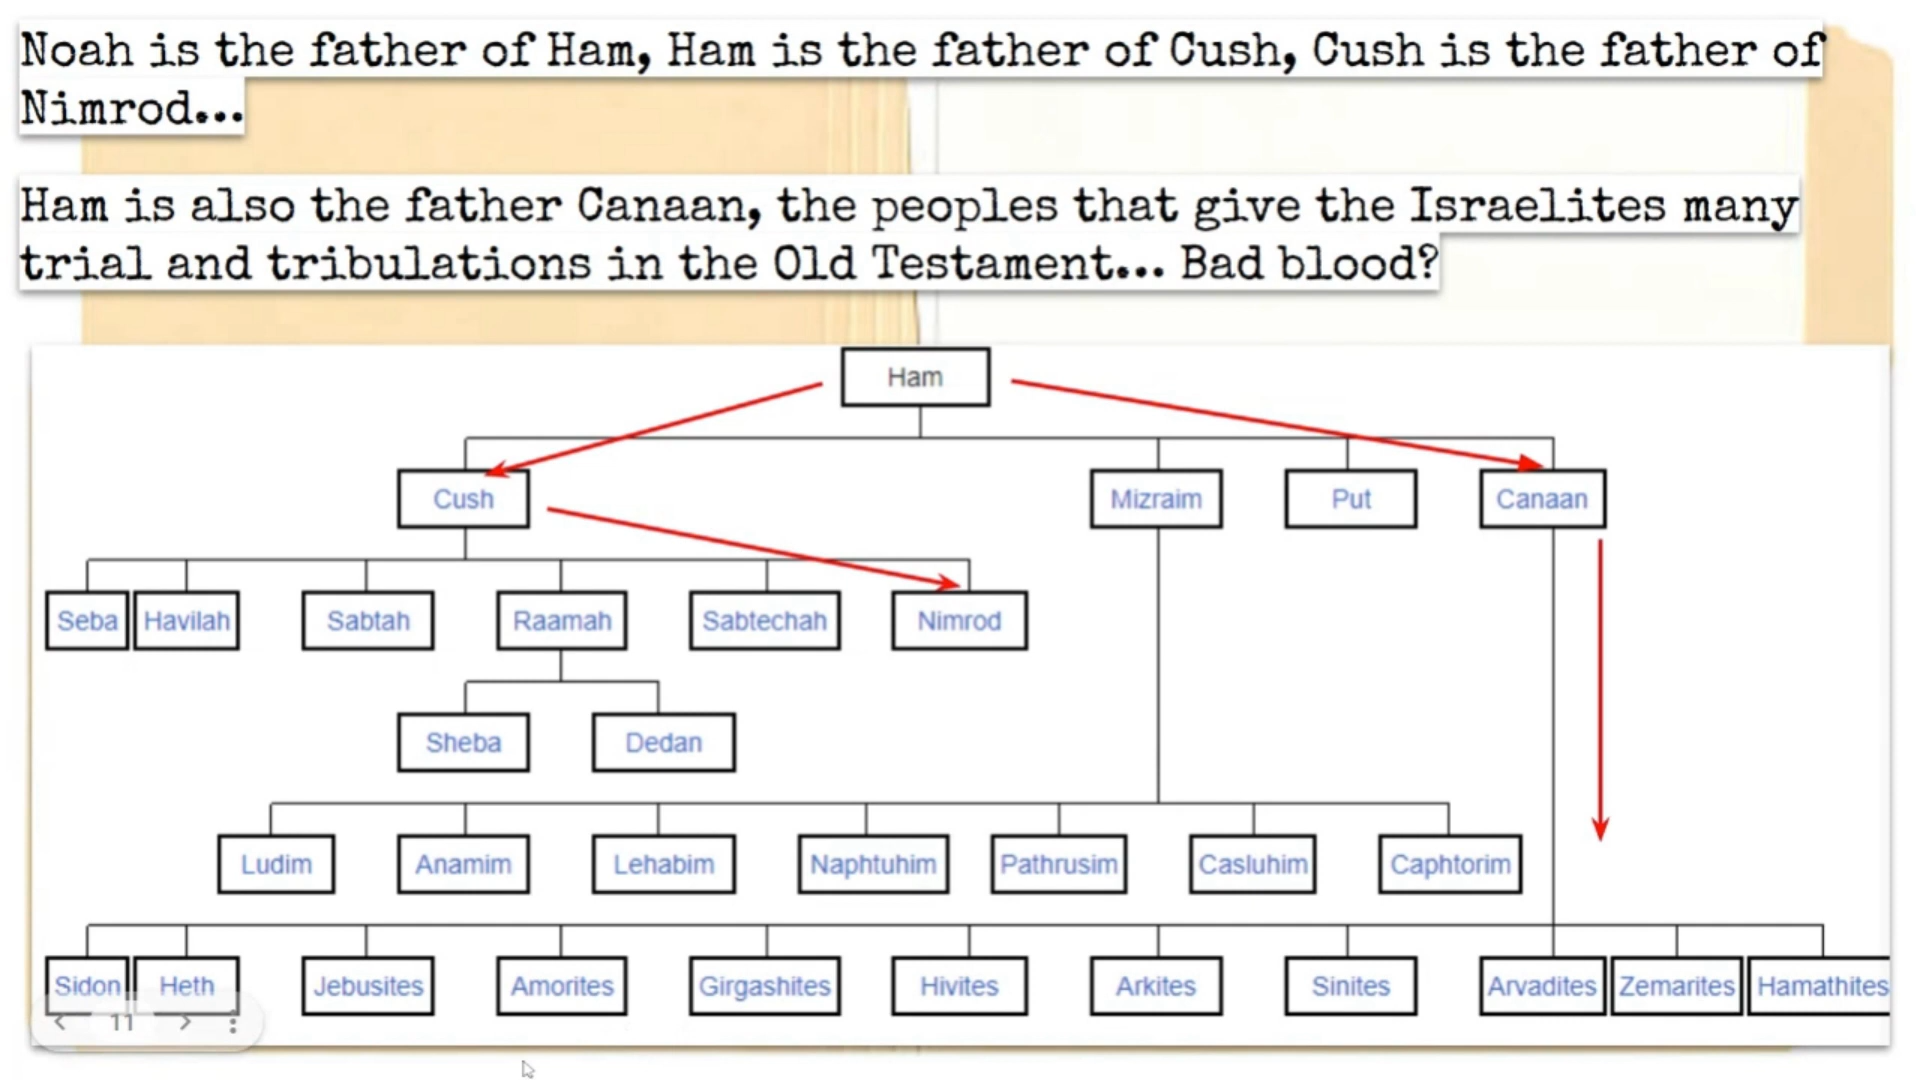 Noah is the father of Ham, Ham is the father of Cush, Cush is the father of
Nimrod...
Ham is also the father Canaan, the peoples that give the Israelites many
trial and tribulations in the Old Testament... Bad blood?
Ham
Cush
Mizraim
Put
Canaan
Seba
Havilah
Sabtah
Raamah
Sabtechah
Nimrod
Sheba
Dedan
Ludim
Anamim
Lehabim
Naphtuhim
Pathrusim
Casluhim
Caphtorim
Sidon
Heth
Jebusites
Amorites
Girgashites
Hivites
Arkites
Sinites
Arvadites
Zemarites
Hamathites
11